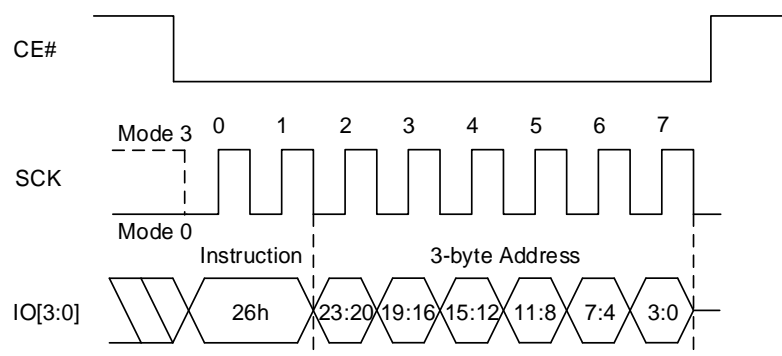 CE#
Mode 3 0 1 2 3 4 5 6 7
SCK
Mode 0
Instruction 3-byte Address
IO[3:0] 26h 23:20 19:16 15:12 11:8 7:4 3:0